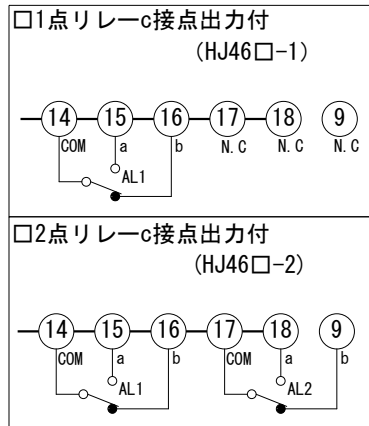 □1点リレーc接点出力付
(HJ46□-1)
14 15 16 17 18 9
COM a b N.C N.C N.C
AL1
□2点リレーc接点出力付
(HJ46□-2)
14 15 16 17 18 9
COM a b COM a b
AL1 AL2